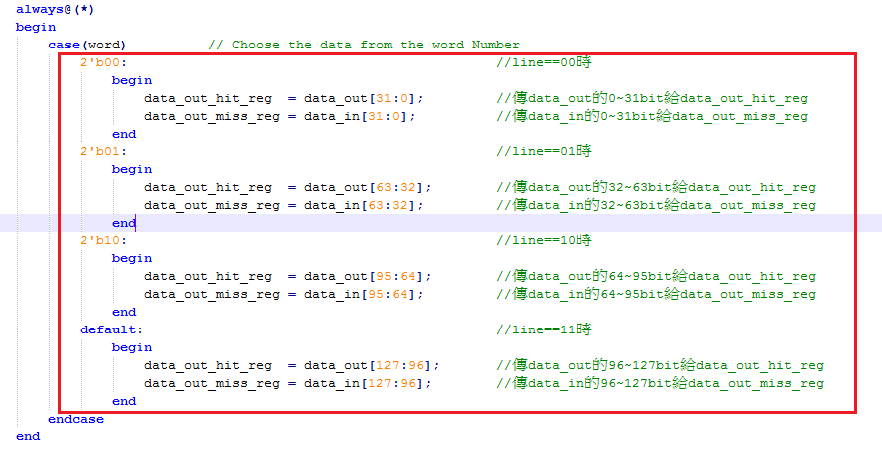 always@(*)
begin
case(word) // Choose the data from the word Number
2'b00: //line==00時
begin
data_out_hit_reg = data_out[31:0]; //傳data_out的0~31bit給data_out_hit_reg
data_out_miss_reg = data_in[31:0]; //傳data_in的0~31bit給data_out_miss_reg
end
2'b01: //line==01時
begin
data_out_hit_reg = data_out[63:32]; //傳data_out的32~63bit給data_out_hit_reg
data_out_miss_reg = data_in[63:32]; //傳data_in的32~63bit給data_out_miss_reg
end
2'b10: //line==10時
begin
data_out_hit_reg = data_out[95:64]; //傳data_out的64~95bit給data_out_hit_reg
data_out_miss_reg = data_in[95:64]; //傳data_in的64~95bit給data_out_miss_reg
end
default: //line==11時
begin
data_out_hit_reg = data_out[127:96]; //傳data_out的96~127bit給data_out_hit_reg
data_out_miss_reg = data_in[127:96]; //傳data_in的96~127bit給data_out_miss_reg
end
endcase
end